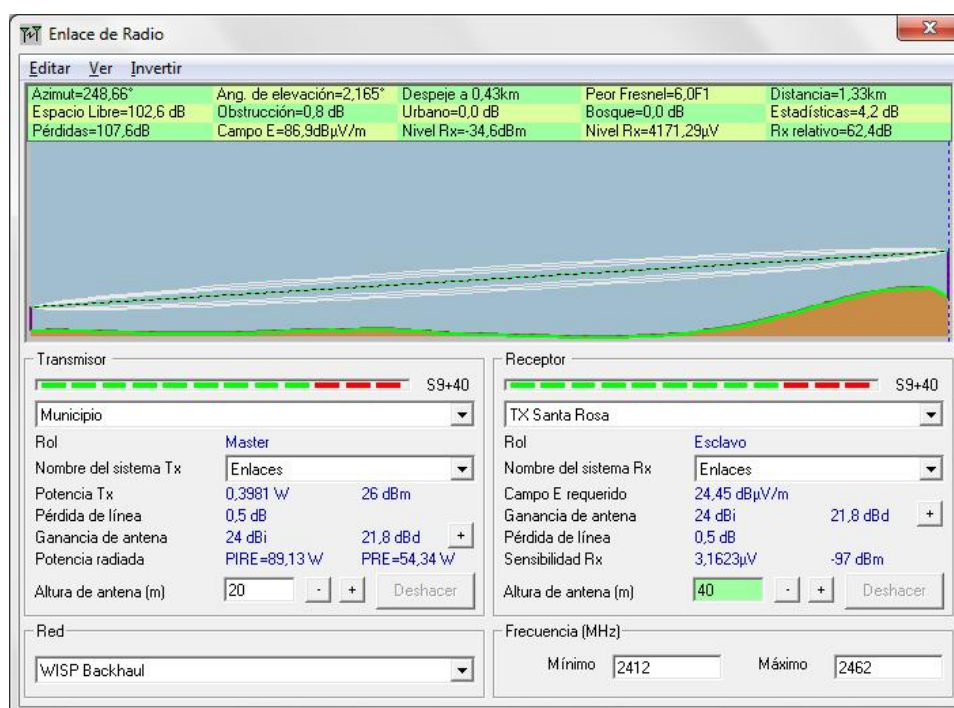 Enlace de Radio
Editar Ver Invertir
Azimut=248,66° Ang. de elevación=2,165° Despeje a 0,43km Peor Fresnel=6,0F1 Distancia=1,33km
Espacio Libre=102,6 dB Obstrucción=0,8 dB Urbano=0,0 dB Bosque=0,0 dB Estadísticas=4,2 dB
Pérdidas=107,6dB Campo E=86,9dBµV/m Nivel Rx=-34,6dBm Nivel Rx=4171,29µV Rx relativo=62,4dB
Transmisor
S9+40
Municipio
Rol Master
Nombre del sistema Tx Enlaces
Potencia Tx 0,3981 W 26 dBm
Pérdida de línea 0,5 dB
Ganancia de antena 24 dBi 21,8 dBd +
Potencia radiada PIRE=89,13 W PRE=54,34 W
Altura de antena (m) 20 - + Deshacer
Receptor
S9+40
TX Santa Rosa
Rol Esclavo
Nombre del sistema Rx Enlaces
Campo E requerido 24,45 dBµV/m
Ganancia de antena 24 dBi 21,8 dBd +
Pérdida de línea 0,5 dB
Sensibilidad Rx 3,1623µV -97 dBm
Altura de antena (m) 40 - + Deshacer
Red
WISP Backhaul
Frecuencia (MHz)
Mínimo 2412 Máximo 2462